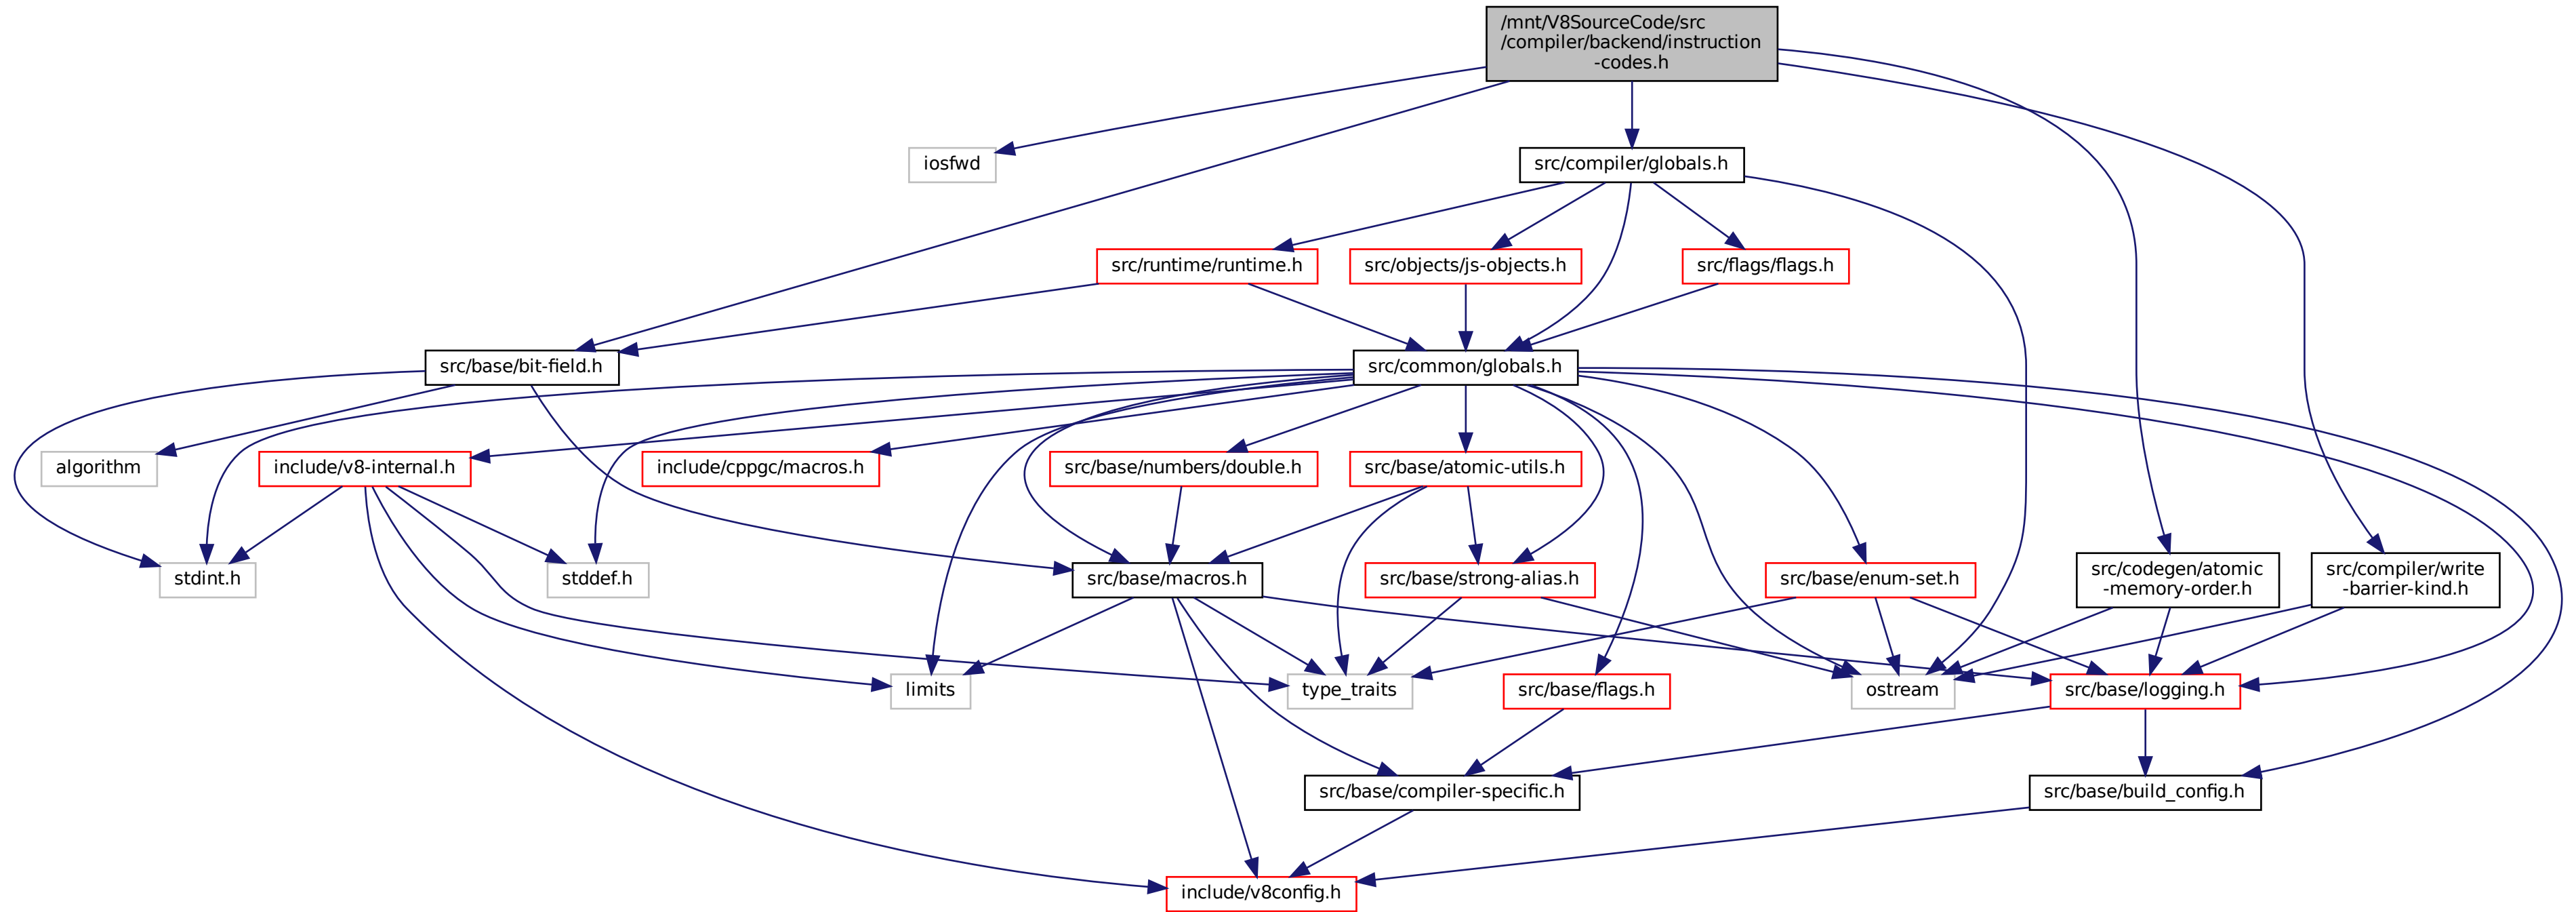 /mnt/V8SourceCode/src
/compiler/backend/instruction
-codes.h
iosfwd
src/compiler/globals.h
src/runtime/runtime.h
src/objects/js-objects.h
src/flags/flags.h
src/base/bit-field.h
src/common/globals.h
algorithm
include/v8-internal.h
include/cppgc/macros.h
src/base/numbers/double.h
src/base/atomic-utils.h
stdint.h
stddef.h
src/base/macros.h
src/base/strong-alias.h
src/base/enum-set.h
src/codegen/atomic
-memory-order.h
src/compiler/write
-barrier-kind.h
limits
type_traits
src/base/flags.h
ostream
src/base/logging.h
src/base/compiler-specific.h
src/base/build_config.h
include/v8config.h